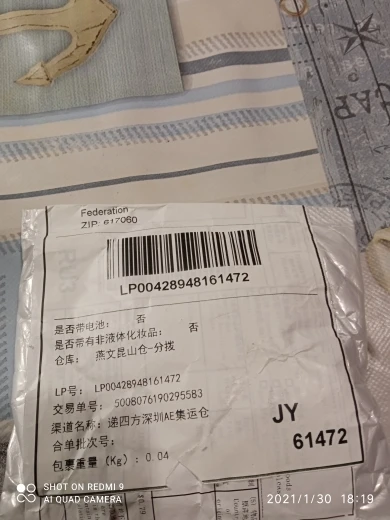 Federation
ZIP: 617060
LP00428948161472
是否带电池： 否
是否带有非液体化妆品： 否
仓库： 燕文昆山仓-分拨
LP号： LP00428948161472
交易单号： 5008076190295583
渠道名称：递四方深圳AE集运仓
合单批次号：
包裹重量（Kg）：0.04
JY
61472
SHOT ON REDMI 9
AI QUAD CAMERA
2021/1/30 18:19